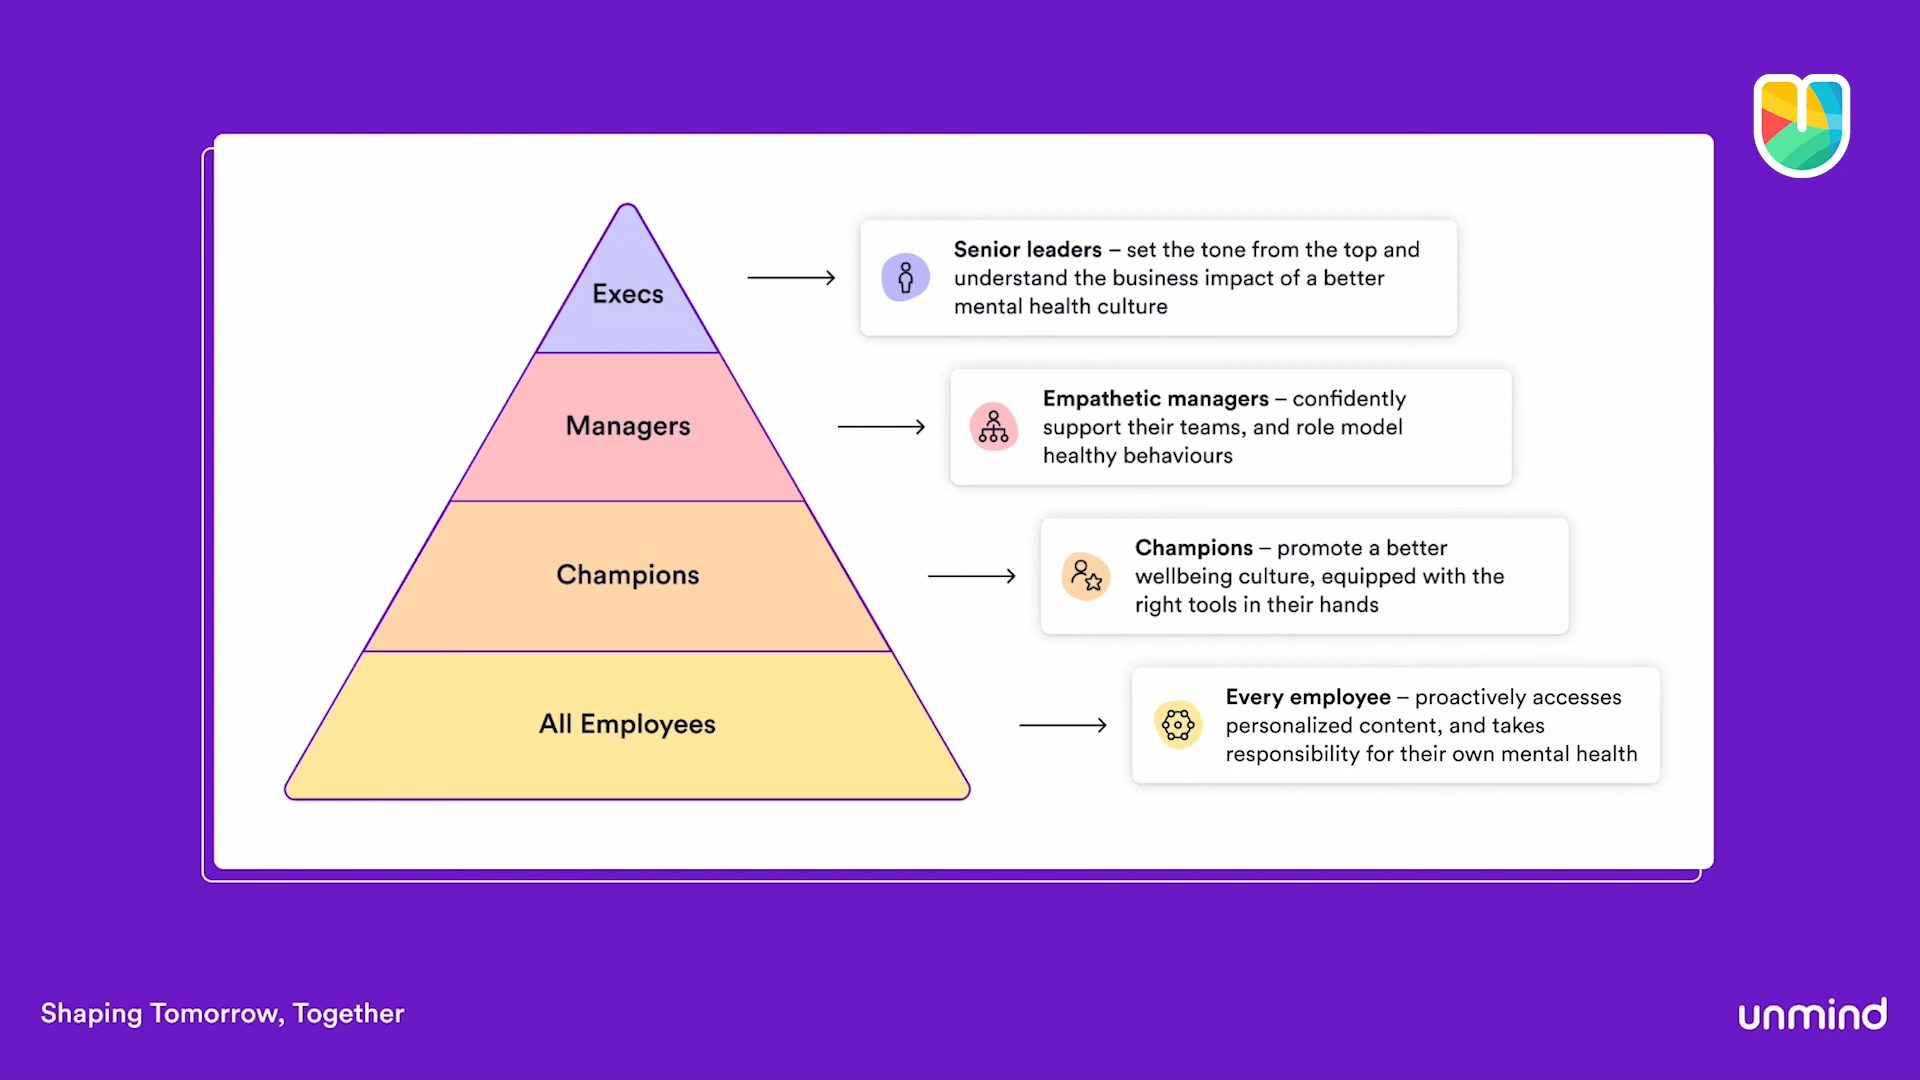 Execs
Senior leaders – set the tone from the top and
understand the business impact of a better
mental health culture
Managers
Empathetic managers – confidently
support their teams, and role model
healthy behaviours
Champions
Champions – promote a better
wellbeing culture, equipped with the
right tools in their hands
All Employees
Every employee – proactively accesses
personalized content, and takes
responsibility for their own mental health
Shaping Tomorrow, Together
unmind